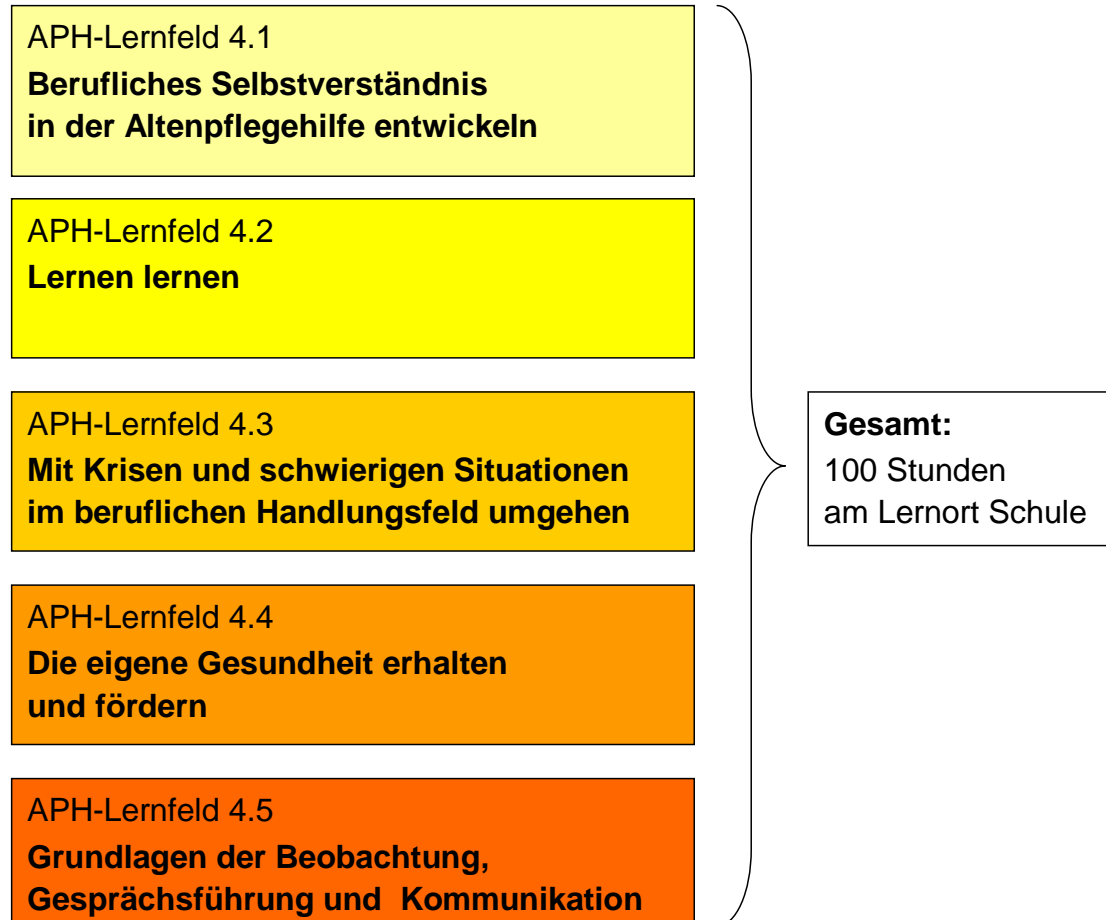 APH-Lernfeld 4.1
Berufliches Selbstverständnis
in der Altenpflegehilfe entwickeln
APH-Lernfeld 4.2
Lernen lernen
APH-Lernfeld 4.3
Mit Krisen und schwierigen Situationen
im beruflichen Handlungsfeld umgehen
APH-Lernfeld 4.4
Die eigene Gesundheit erhalten
und fördern
APH-Lernfeld 4.5
Grundlagen der Beobachtung,
Gesprächsführung und  Kommunikation
Gesamt:
100 Stunden
am Lernort Schule